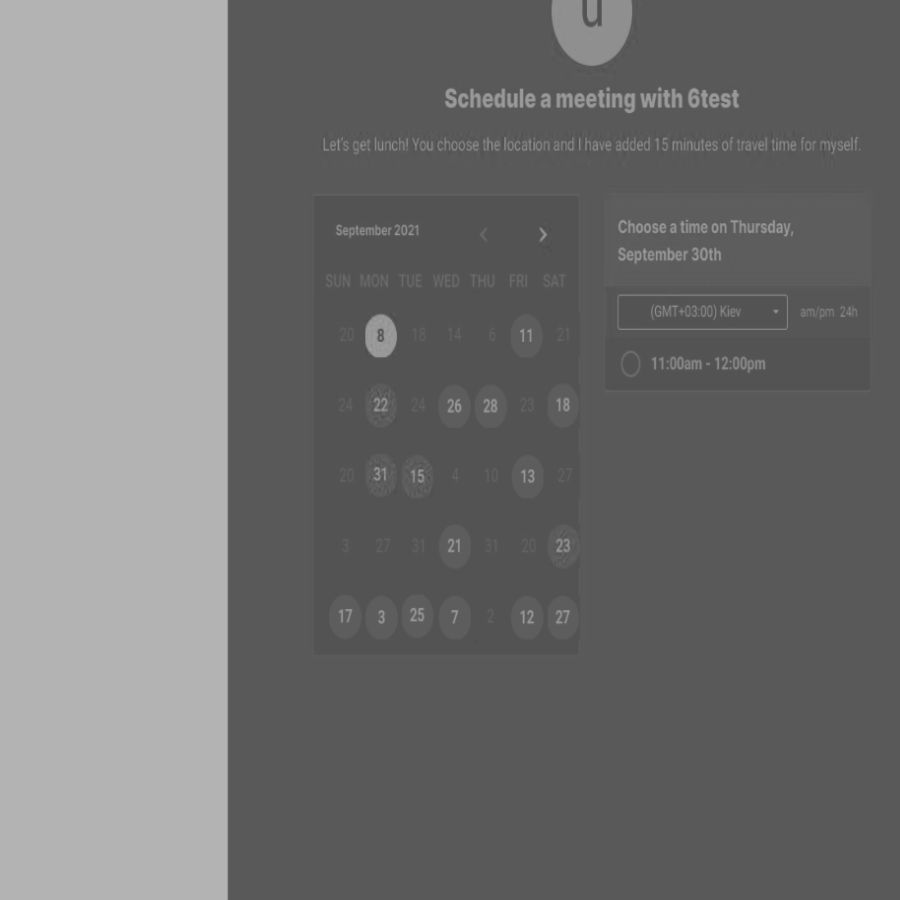 u
Schedule a meeting with 6test
Let's get lunch! You choose the location and I have added 15 minutes of travel time for myself.
September 2021
SUN MON TUE WED THU FRI SAT
20 8 18 14 6 11 21
24 22 24 26 28 23 18
20 31 15 4 10 13 27
3 27 31 21 31 20 23
17 3 25 7 2 12 27
Choose a time on Thursday,
September 30th
(GMT+03:00) Kiev am/pm 24h
11:00am - 12:00pm